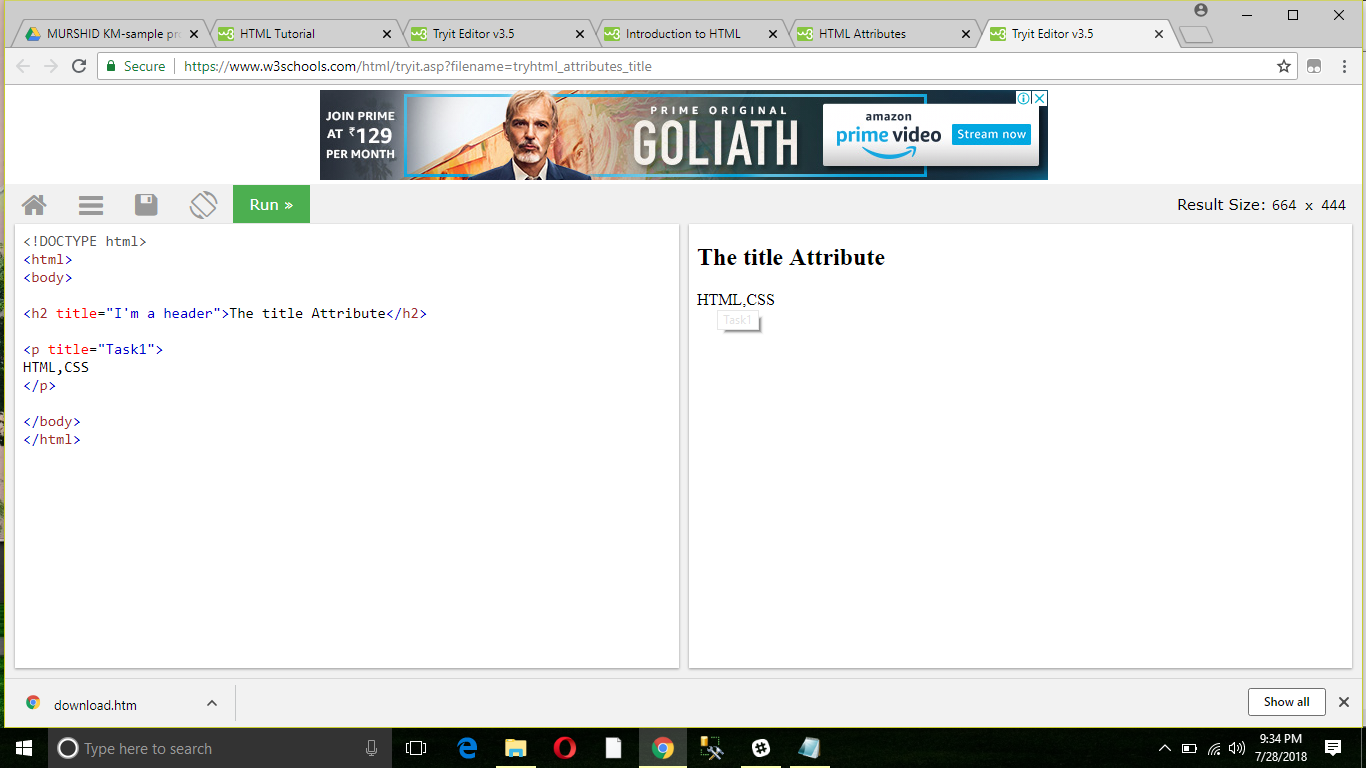 MURSHID KM-sample pr
HTML Tutorial
Tryit Editor v3.5
Introduction to HTML
HTML Attributes
Tryit Editor v3.5
Secure
https://www.w3schools.com/html/tryit.asp?filename=tryhtml_attributes_title
JOIN PRIME
AT ₹129
PER MONTH
PRIME ORIGINAL
GOLIATH
amazon
prime video
Stream now
Run »
Result Size: 664 x 444
<!DOCTYPE html>
<html>
<body>
<h2 title="I'm a header">The title Attribute</h2>
<p title="Task1">
HTML,CSS
</p>
</body>
</html>
The title Attribute
HTML,CSS
Task1
download.htm
Show all
Type here to search
9:34 PM
7/28/2018